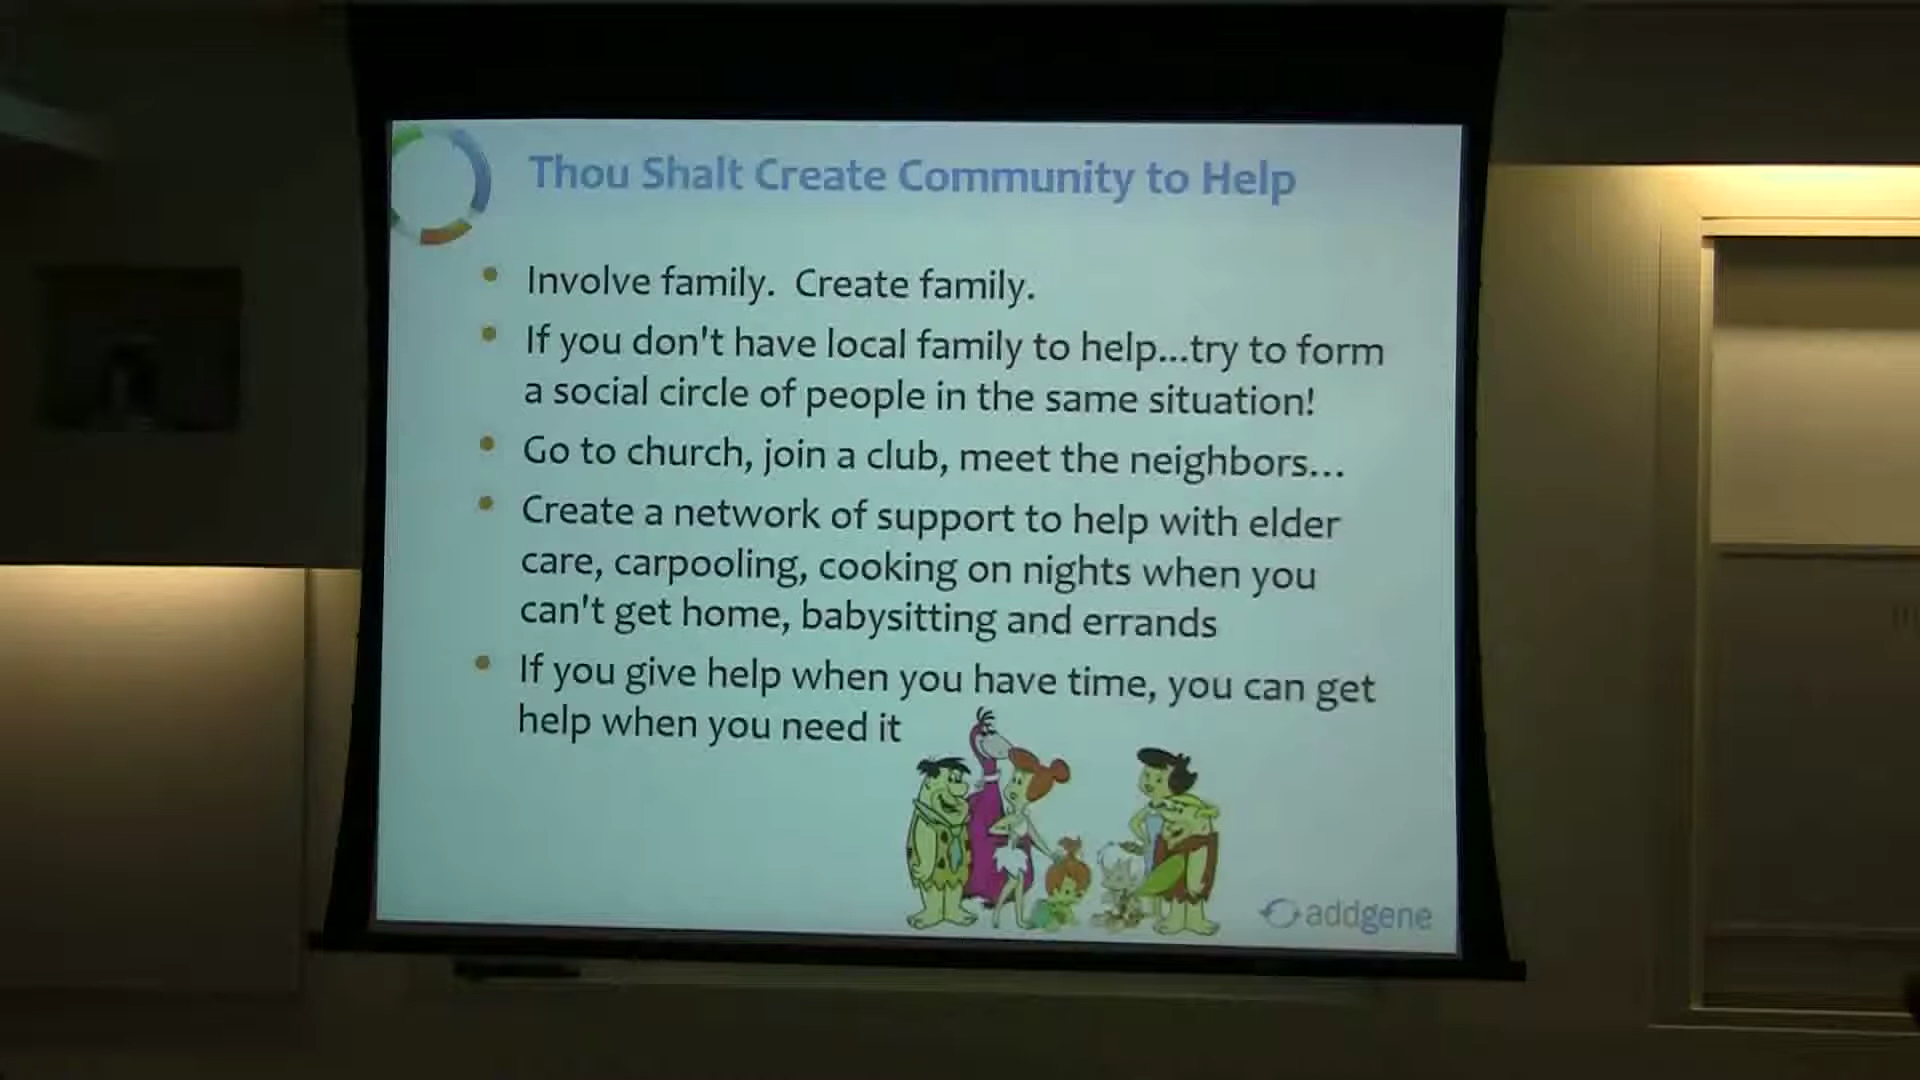 Thou Shalt Create Community to Help
Involve family. Create family.
If you don't have local family to help...try to form
a social circle of people in the same situation!
Go to church, join a club, meet the neighbors...
Create a network of support to help with elder
care, carpooling, cooking on nights when you
can't get home, babysitting and errands
If you give help when you have time, you can get
help when you need it
addgene